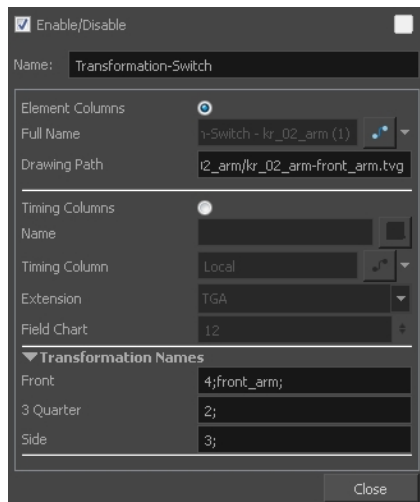 Enable/Disable
Name: Transformation-Switch
Element Columns
Full Name n-Switch - kr_02_arm (1)
Drawing Path 02_arm/kr_02_arm-front_arm.tvg
Timing Columns
Name
Timing Column Local
Extension TGA
Field Chart 12
Transformation Names
Front 4;front_arm;
3 Quarter 2;
Side 3;
Close